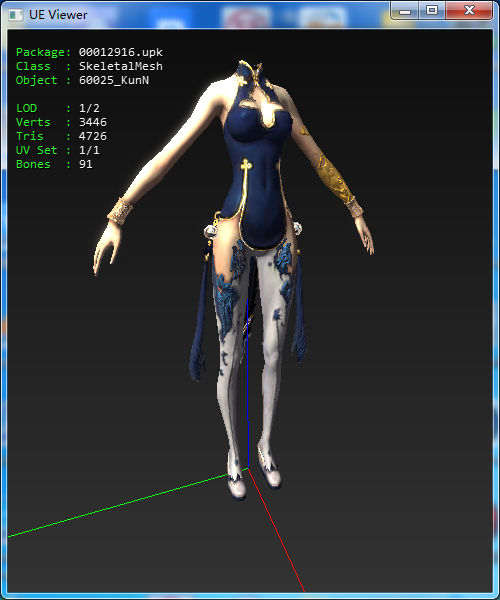 UE Viewer
Package: 00012916.upk
Class : SkeletalMesh
Object : 60025_KunN
LOD : 1/2
Verts : 3446
Tris : 4726
UV Set : 1/1
Bones : 91